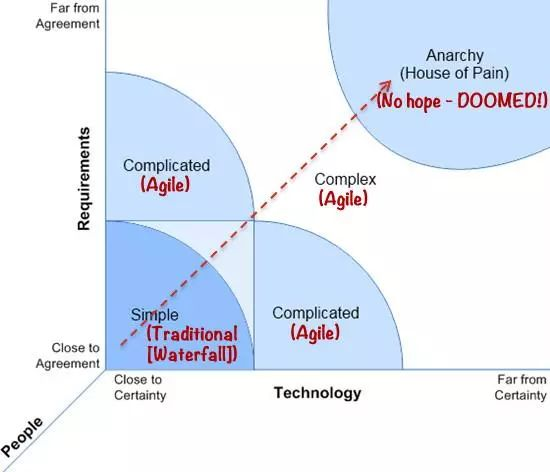 Far from
Agreement
Anarchy
(House of Pain)
(No hope - DOOMED!)
Requirements
Complicated
(Agile)
Complex
(Agile)
Simple
(Traditional
[Waterfall])
Complicated
(Agile)
Close to
Agreement
Close to
Certainty
Technology
Far from
Certainty
People